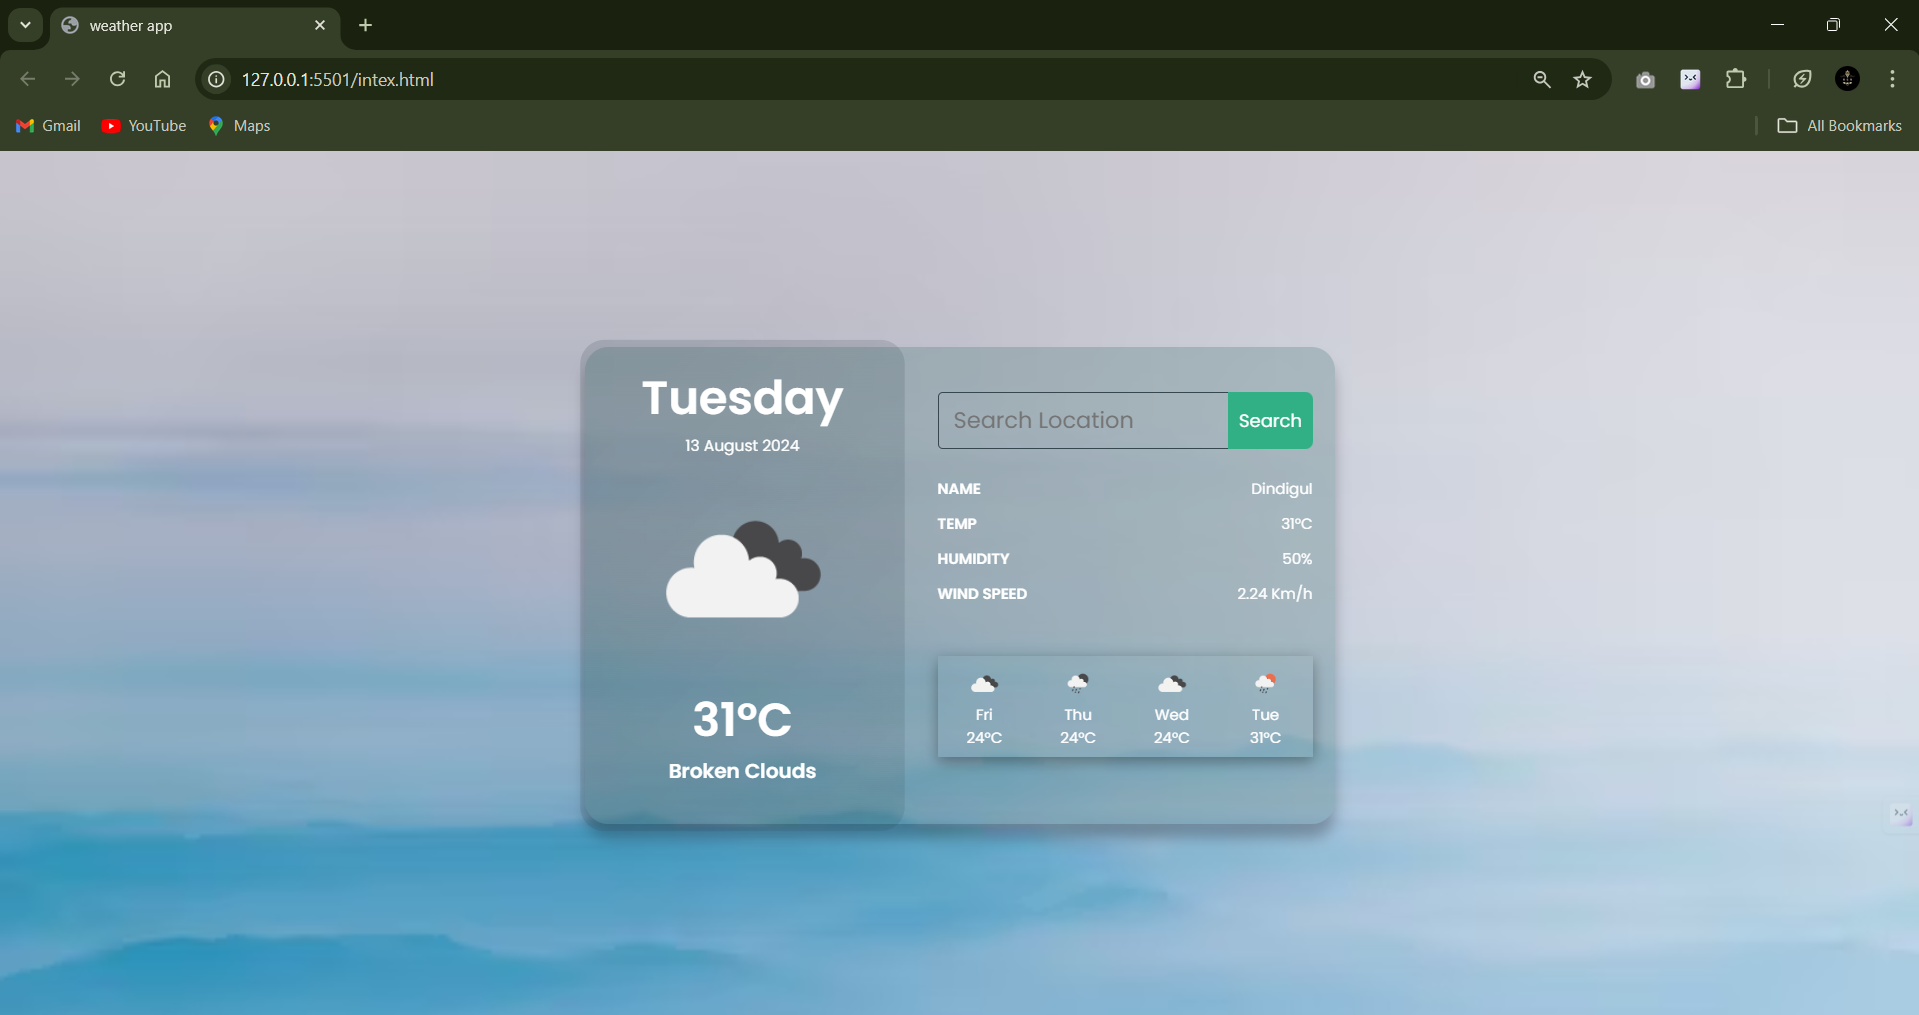 weather app
127.0.0.1:5501/intex.html
Gmail YouTube Maps All Bookmarks
Tuesday
13 August 2024
31°C
Broken Clouds
Search Location Search
NAME Dindigul
TEMP 31°C
HUMIDITY 50%
WIND SPEED 2.24 Km/h
Fri Thu Wed Tue
24°C 24°C 24°C 31°C